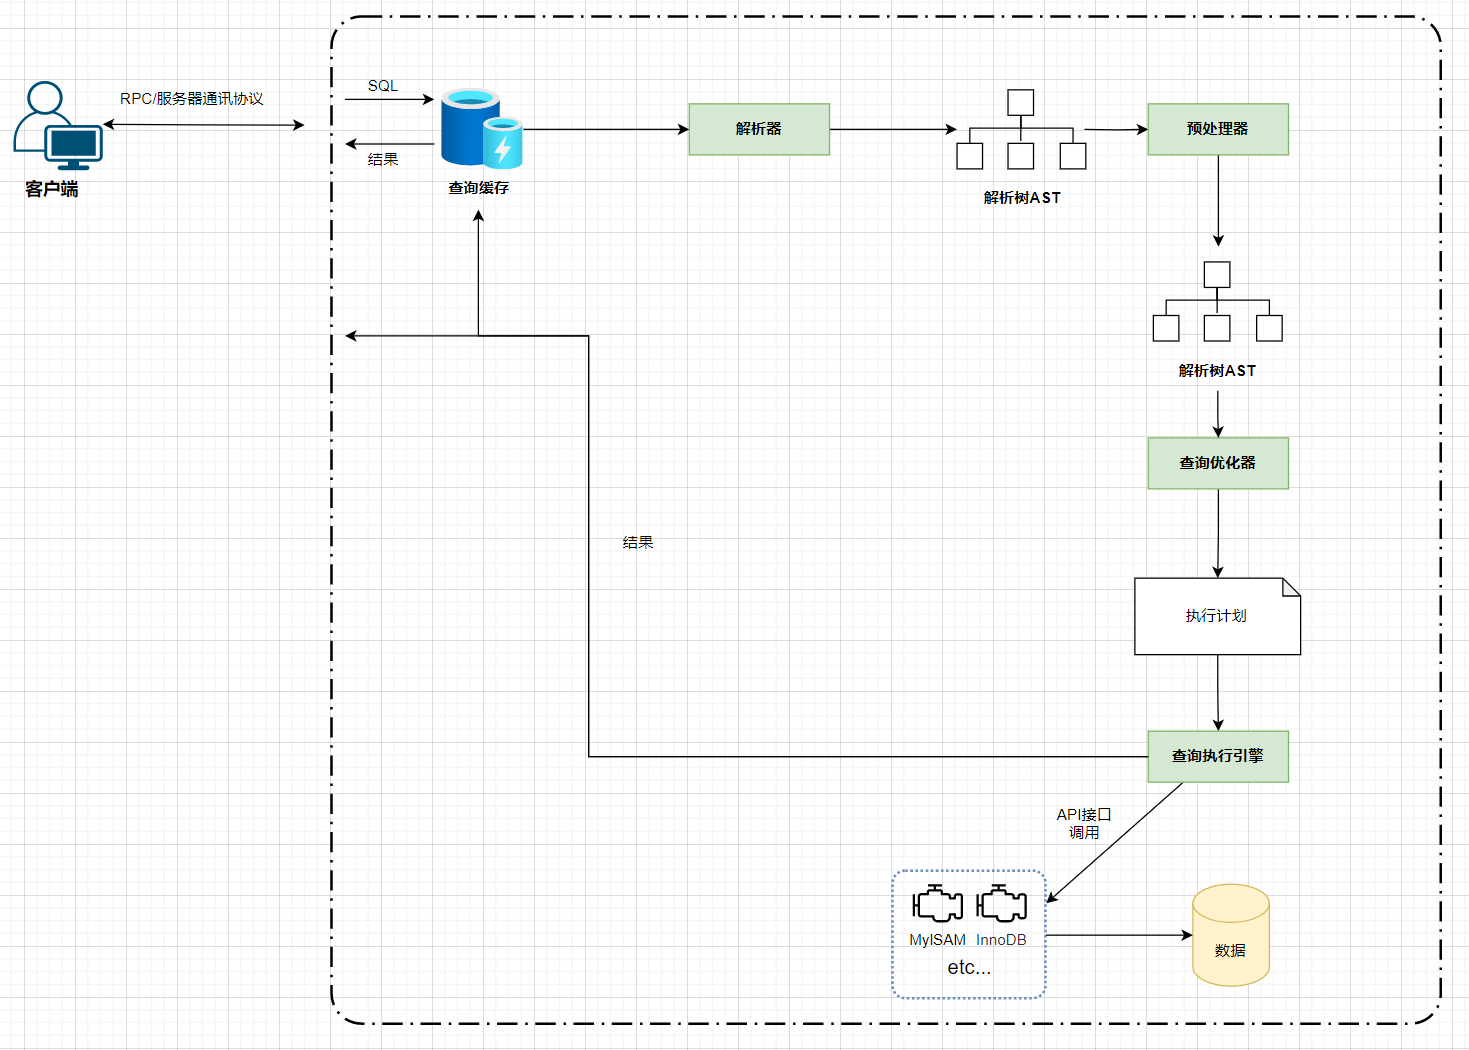 RPC/服务器通讯协议
客户端
SQL
结果
查询缓存
解析器
解析树AST
预处理器
解析树AST
查询优化器
结果
执行计划
查询执行引擎
API接口
调用
MyISAM InnoDB
etc...
数据